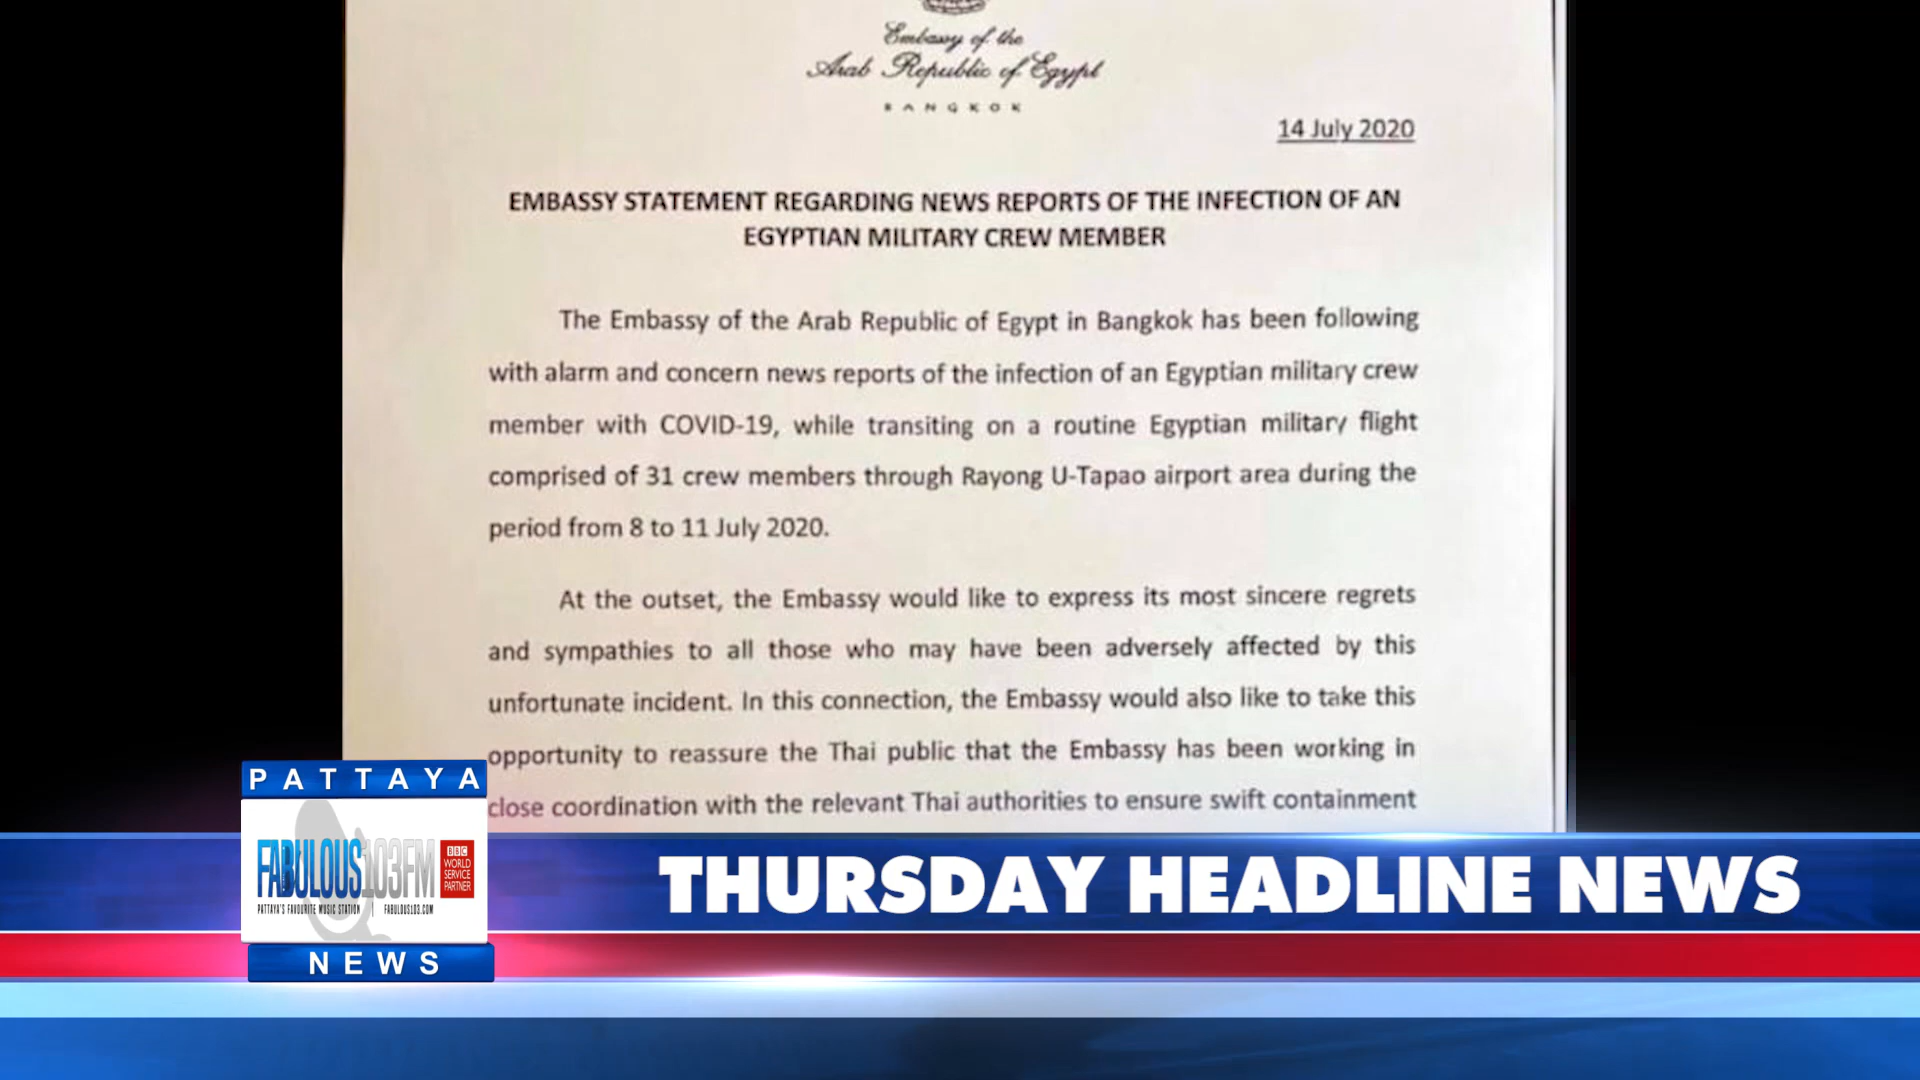 Embassy of the
Arab Republic of Egypt
BANGKOK
14 July 2020
EMBASSY STATEMENT REGARDING NEWS REPORTS OF THE INFECTION OF AN
EGYPTIAN MILITARY CREW MEMBER
The Embassy of the Arab Republic of Egypt in Bangkok has been following
with alarm and concern news reports of the infection of an Egyptian military crew
member with COVID-19, while transiting on a routine Egyptian military flight
comprised of 31 crew members through Rayong U-Tapao airport area during the
period from 8 to 11 July 2020.
At the outset, the Embassy would like to express its most sincere regrets
and sympathies to all those who may have been adversely affected by this
unfortunate incident. In this connection, the Embassy would also like to take this
opportunity to reassure the Thai public that the Embassy has been working in
close coordination with the relevant Thai authorities to ensure swift containment
PATTAYA
FABULOUS103FM
BBC
WORLD
SERVICE
PARTNER
PATTAYA'S FAVOURITE MUSIC STATION | FABULOUS103.COM
NEWS
THURSDAY HEADLINE NEWS